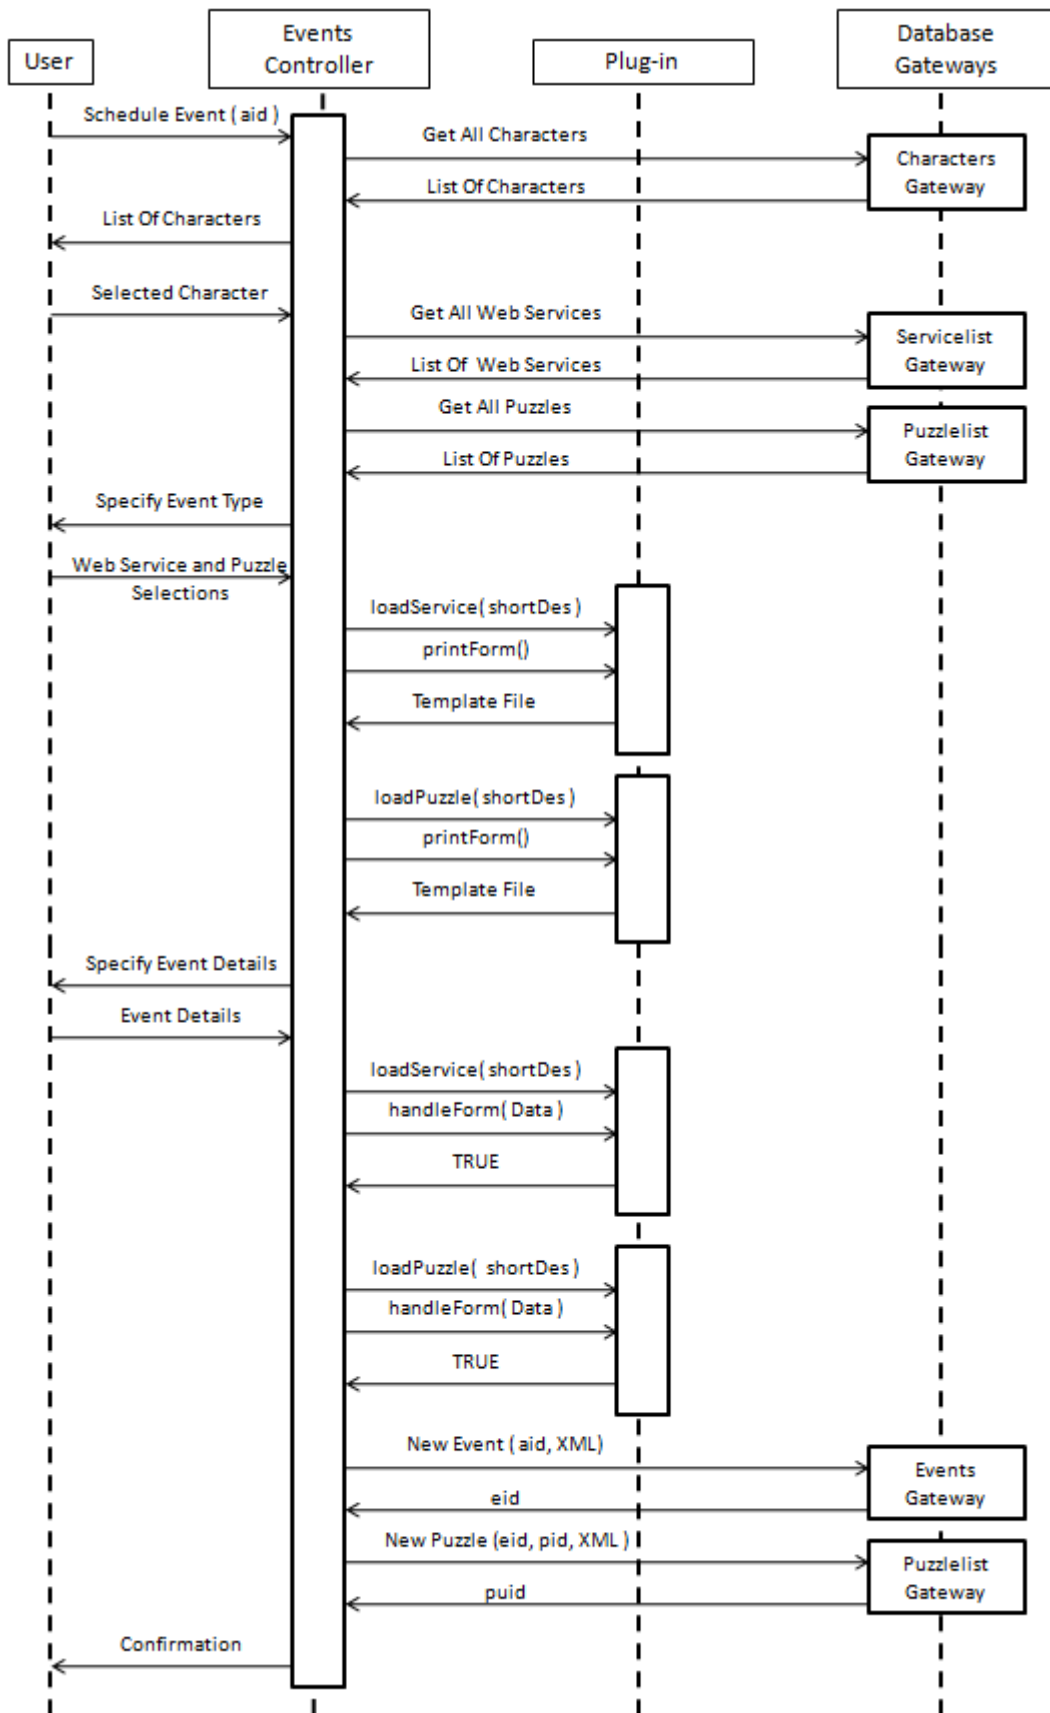 User
Events
Controller
Plug-in
Database
Gateways
Schedule Event ( aid )
Get All Characters
Characters
Gateway
List Of Characters
List Of Characters
Selected Character
Get All Web Services
Servicelist
Gateway
List Of  Web Services
Get All Puzzles
Puzzlelist
Gateway
List Of Puzzles
Specify Event Type
Web Service and Puzzle
Selections
loadService( shortDes )
printForm()
Template File
loadPuzzle( shortDes )
printForm()
Template File
Specify Event Details
Event Details
loadService( shortDes )
handleForm( Data )
TRUE
loadPuzzle(  shortDes )
handleForm( Data )
TRUE
New Event ( aid, XML)
Events
Gateway
eid
New Puzzle (eid, pid, XML )
Puzzlelist
Gateway
puid
Confirmation